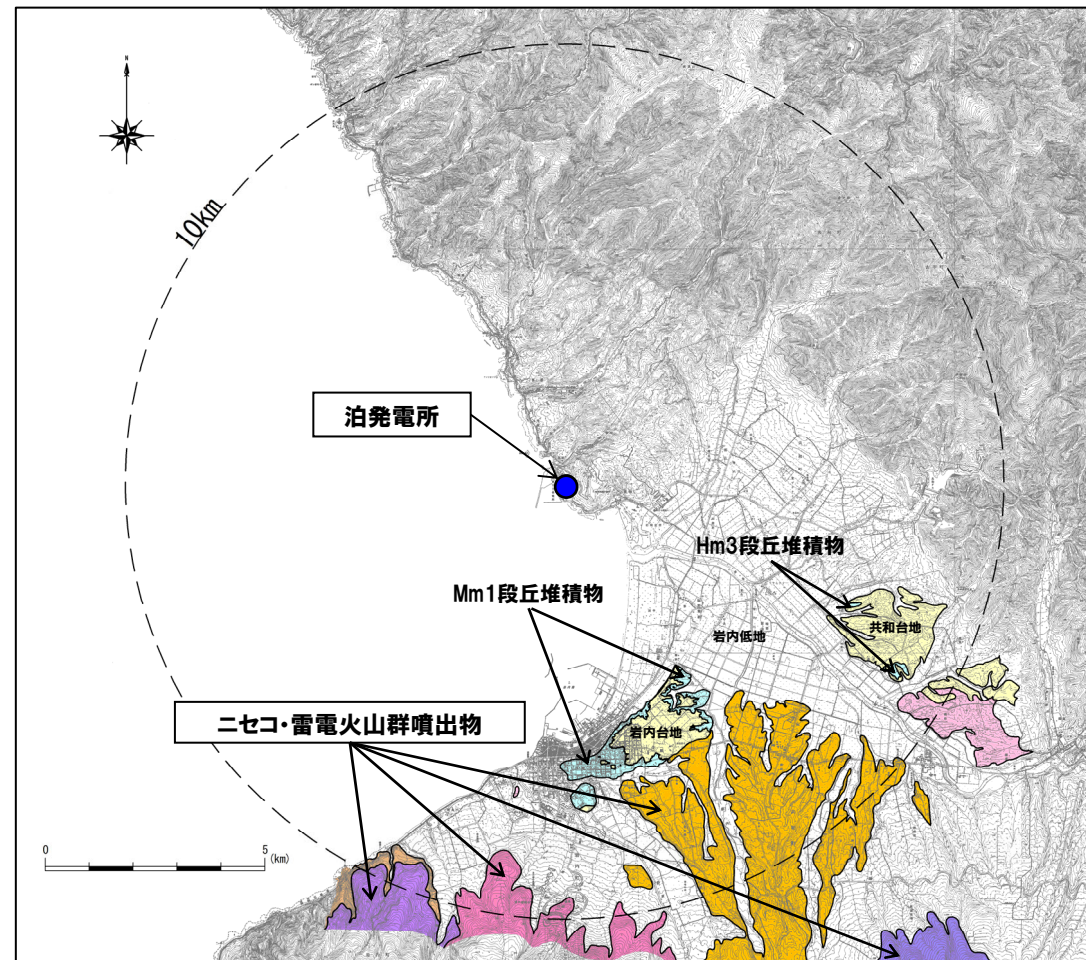 N
10km
泊発電所
Hm3段丘堆積物
Mm1段丘堆積物
共和台地
岩内低地
ニセコ・雷電火山群噴出物
岩内台地
0
5
(km)